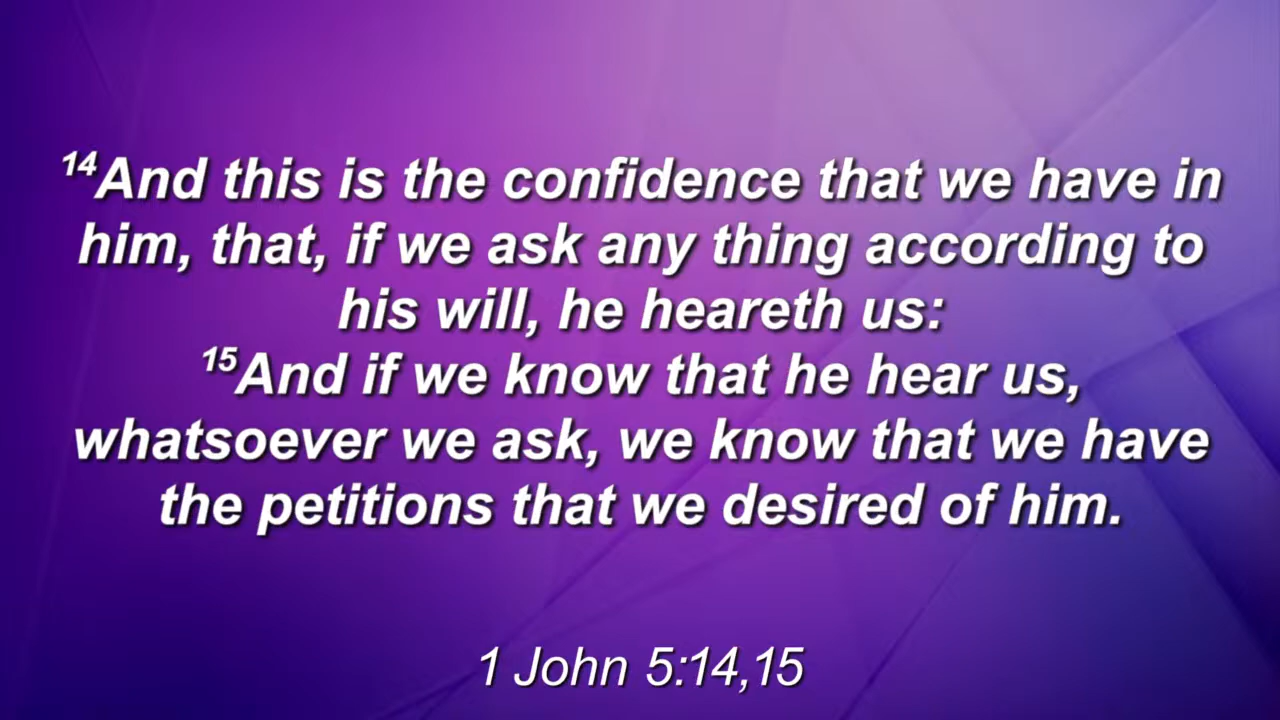 ¹⁴And this is the confidence that we have in
him, that, if we ask any thing according to
his will, he heareth us:
¹⁵And if we know that he hear us,
whatsoever we ask, we know that we have
the petitions that we desired of him.
1 John 5:14,15